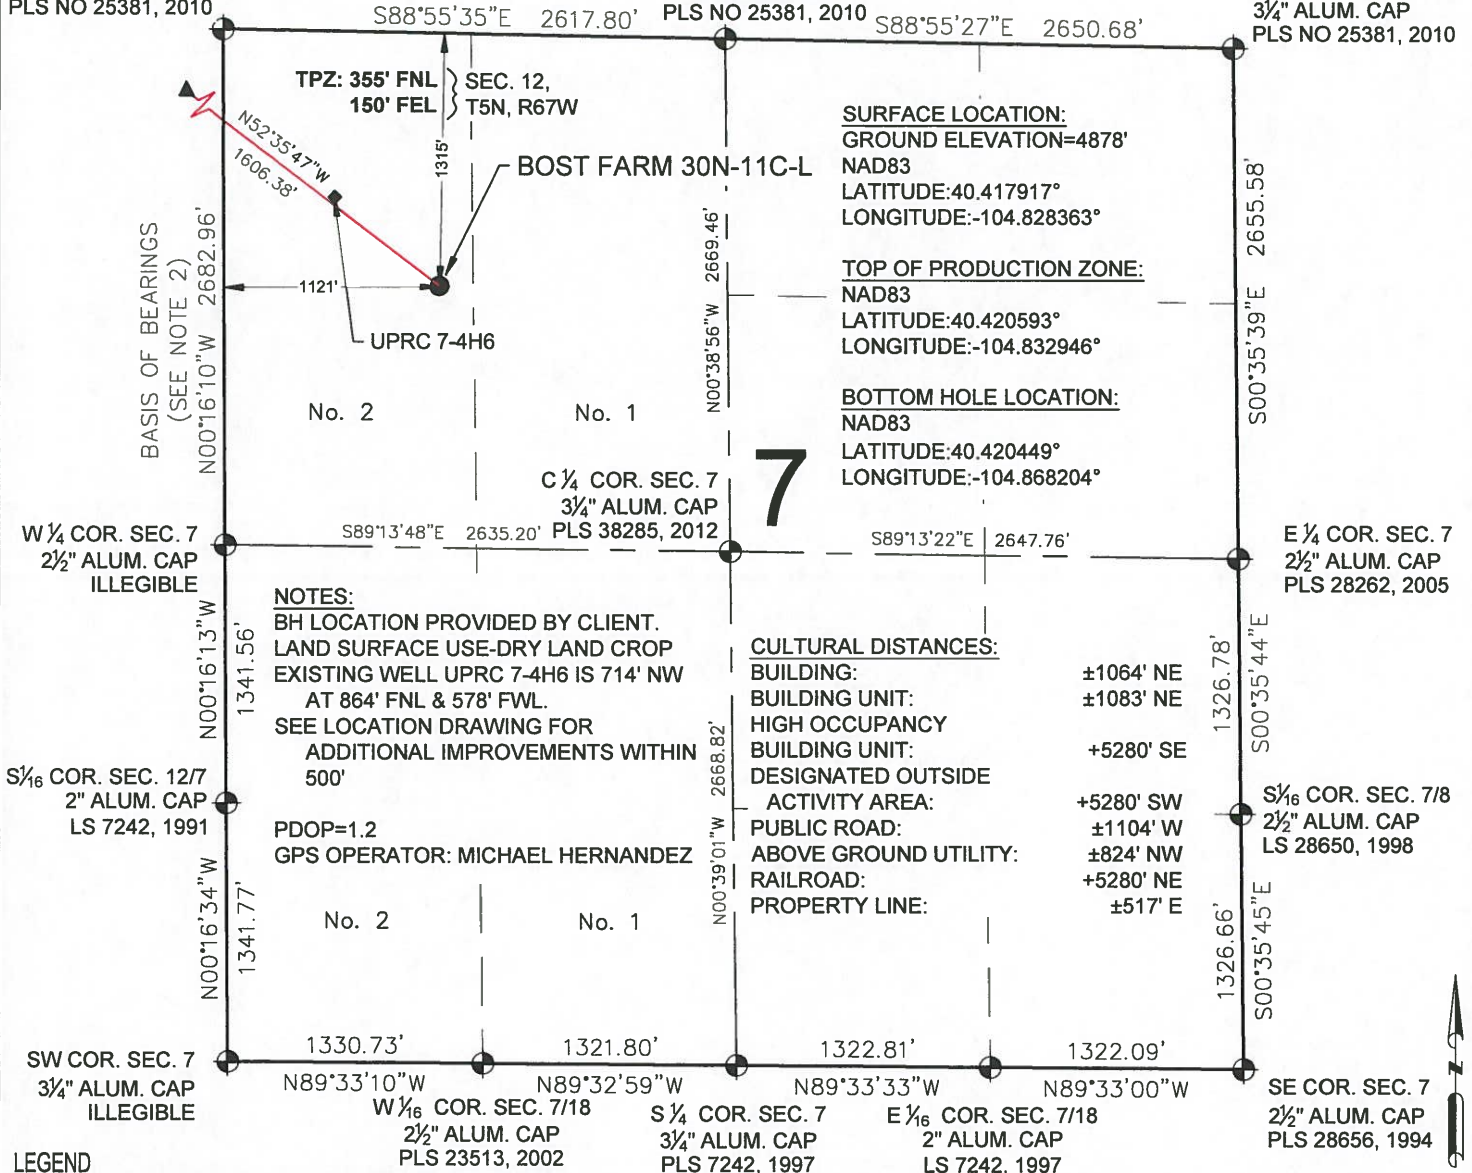 PLS NO 25381, 2010
S88°55'35"E 2617.80'
PLS NO 25381, 2010
S88°55'27"E 2650.68'
3¼" ALUM. CAP
PLS NO 25381, 2010
TPZ: 355' FNL
150' FEL
SEC. 12,
T5N, R67W
N52°35'47"W
1606.38'
1315'
BOST FARM 30N-11C-L
1121'
UPRC 7-4H6
BASIS OF BEARINGS
(SEE NOTE 2)
N00°16'10"W 2682.96'
N00°38'56"W 2669.46'
SURFACE LOCATION:
GROUND ELEVATION=4878'
NAD83
LATITUDE:40.417917°
LONGITUDE:-104.828363°
TOP OF PRODUCTION ZONE:
NAD83
LATITUDE:40.420593°
LONGITUDE:-104.832946°
BOTTOM HOLE LOCATION:
NAD83
LATITUDE:40.420449°
LONGITUDE:-104.868204°
S00°35'39"E 2655.58'
No. 2
No. 1
7
C ¼ COR. SEC. 7
3¼" ALUM. CAP
PLS 38285, 2012
W ¼ COR. SEC. 7
2½" ALUM. CAP
ILLEGIBLE
S89°13'48"E 2635.20'
S89°13'22"E 2647.76'
E ¼ COR. SEC. 7
2½" ALUM. CAP
PLS 28262, 2005
NOTES:
BH LOCATION PROVIDED BY CLIENT.
LAND SURFACE USE-DRY LAND CROP
EXISTING WELL UPRC 7-4H6 IS 714' NW
AT 864' FNL & 578' FWL.
SEE LOCATION DRAWING FOR
ADDITIONAL IMPROVEMENTS WITHIN
500'
PDOP=1.2
GPS OPERATOR: MICHAEL HERNANDEZ
N00°16'13"W
1341.56'
N00°39'01"W 2668.82'
CULTURAL DISTANCES:
BUILDING: ±1064' NE
BUILDING UNIT: ±1083' NE
HIGH OCCUPANCY
BUILDING UNIT: +5280' SE
DESIGNATED OUTSIDE
ACTIVITY AREA: +5280' SW
PUBLIC ROAD: ±1104' W
ABOVE GROUND UTILITY: ±824' NW
RAILROAD: +5280' NE
PROPERTY LINE: ±517' E
1326.78'
S00°35'44"E
S1⁄16 COR. SEC. 12/7
2" ALUM. CAP
LS 7242, 1991
S1⁄16 COR. SEC. 7/8
2½" ALUM. CAP
LS 28650, 1998
N00°16'34"W
1341.77'
No. 2
No. 1
1326.66'
S00°35'45"E
SW COR. SEC. 7
3¼" ALUM. CAP
ILLEGIBLE
1330.73'
1321.80'
1322.81'
1322.09'
N89°33'10"W
N89°32'59"W
N89°33'33"W
N89°33'00"W
W 1⁄16 COR. SEC. 7/18
2½" ALUM. CAP
PLS 23513, 2002
S ¼ COR. SEC. 7
3¼" ALUM. CAP
PLS 7242, 1997
E 1⁄16 COR. SEC. 7/18
2" ALUM. CAP
LS 7242, 1997
SE COR. SEC. 7
2½" ALUM. CAP
PLS 28656, 1994
N
LEGEND